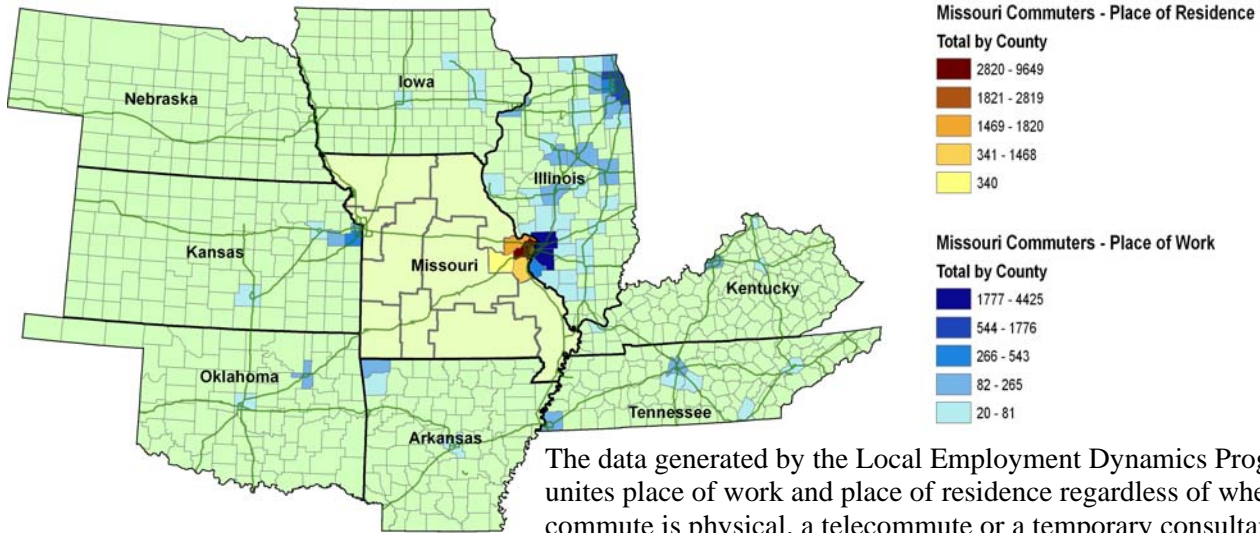 Nebraska
Iowa
Illinois
Kansas
Missouri
Kentucky
Oklahoma
Arkansas
Tennessee
Missouri Commuters - Place of Residence
Total by County
2820 - 9649
1821 - 2819
1469 - 1820
341 - 1468
340
Missouri Commuters - Place of Work
Total by County
1777 - 4425
544 - 1776
266 - 543
82 - 265
20 - 81
The data generated by the Local Employment Dynamics Prog
unites place of work and place of residence regardless of whe
commute is physical, a telecommute or a temporary consulta